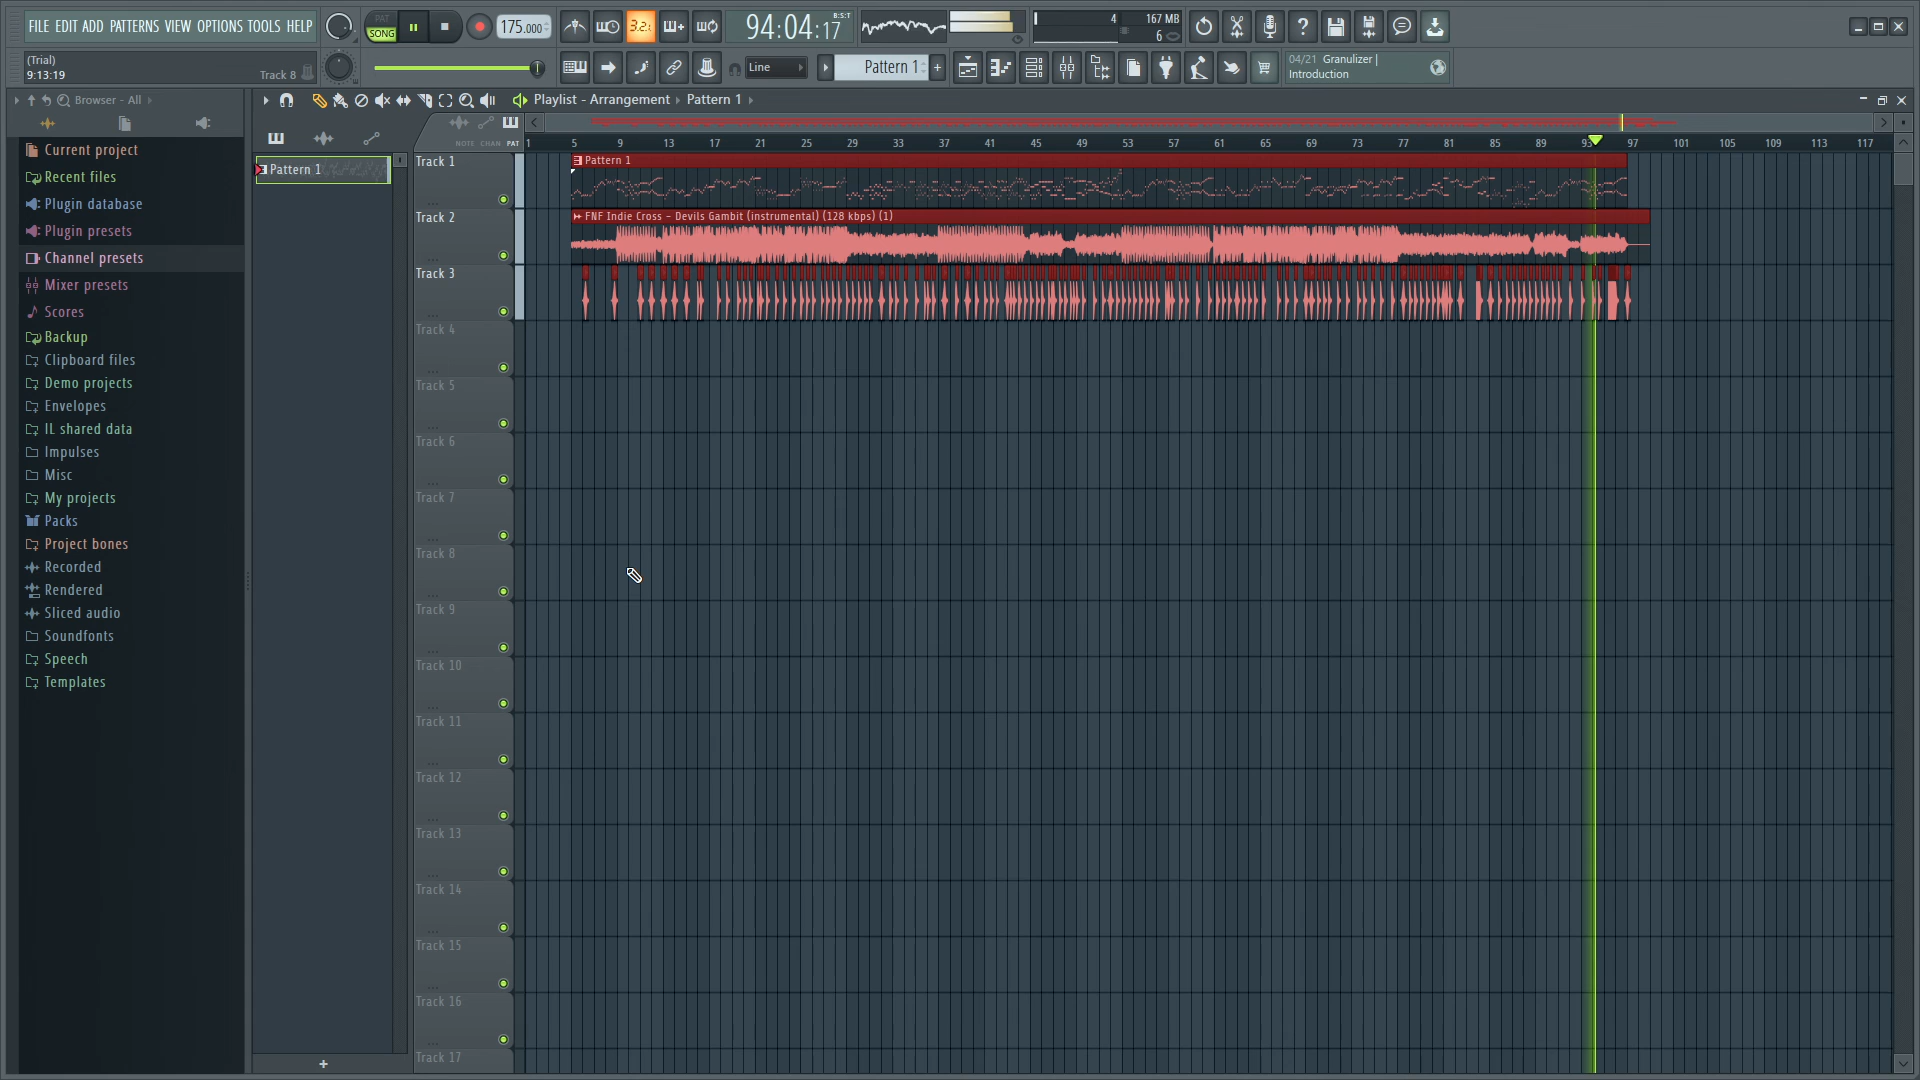 FILE EDIT ADD PATTERNS VIEW OPTIONS TOOLS HELP
PAT
SONG
175.000
3.2.
B:S:T
94:04:17
4
167 MB
6
(Trial)
9:13:19
Track 8
Line
Pattern 1
+
04/21 Granulizer |
Introduction
Browser - All
Playlist - Arrangement
Pattern 1
NOTE CHAN PAT
1 5 9 13 17 21 25 29 33 37 41 45 49 53 57 61 65 69 73 77 81 85 89 93 97 101 105 109 113 117
Current project
Recent files
Plugin database
Plugin presets
Channel presets
Mixer presets
Scores
Backup
Clipboard files
Demo projects
Envelopes
IL shared data
Impulses
Misc
My projects
Packs
Project bones
Recorded
Rendered
Sliced audio
Soundfonts
Speech
Templates
Pattern 1
+
Track 1
Pattern 1
Track 2
FNF Indie Cross - Devils Gambit (instrumental) (128 kbps) (1)
Track 3
Track 4
Track 5
Track 6
Track 7
Track 8
Track 9
Track 10
Track 11
Track 12
Track 13
Track 14
Track 15
Track 16
Track 17